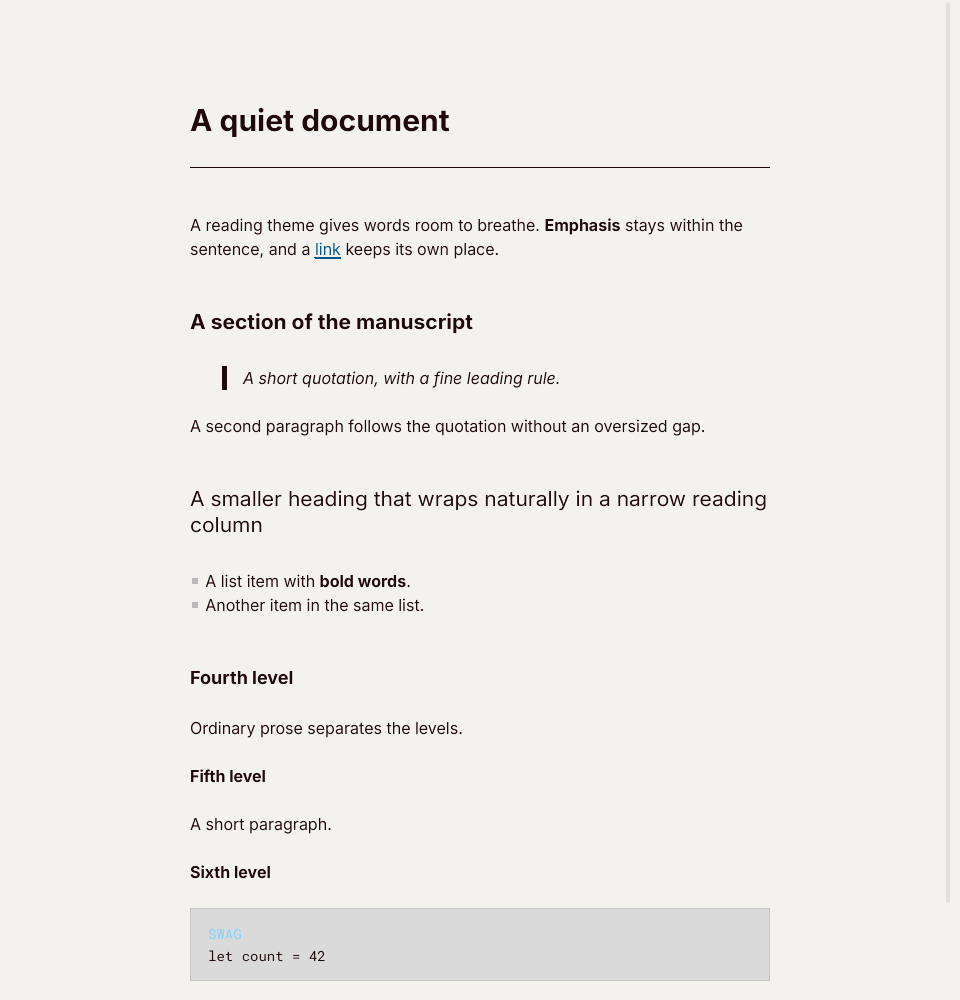 A quiet document
A reading theme gives words room to breathe. Emphasis stays within the
sentence, and a link keeps its own place.
A section of the manuscript
A short quotation, with a fine leading rule.
A second paragraph follows the quotation without an oversized gap.
A smaller heading that wraps naturally in a narrow reading
column
A list item with bold words.
Another item in the same list.
Fourth level
Ordinary prose separates the levels.
Fifth level
A short paragraph.
Sixth level
SWAG
let count = 42